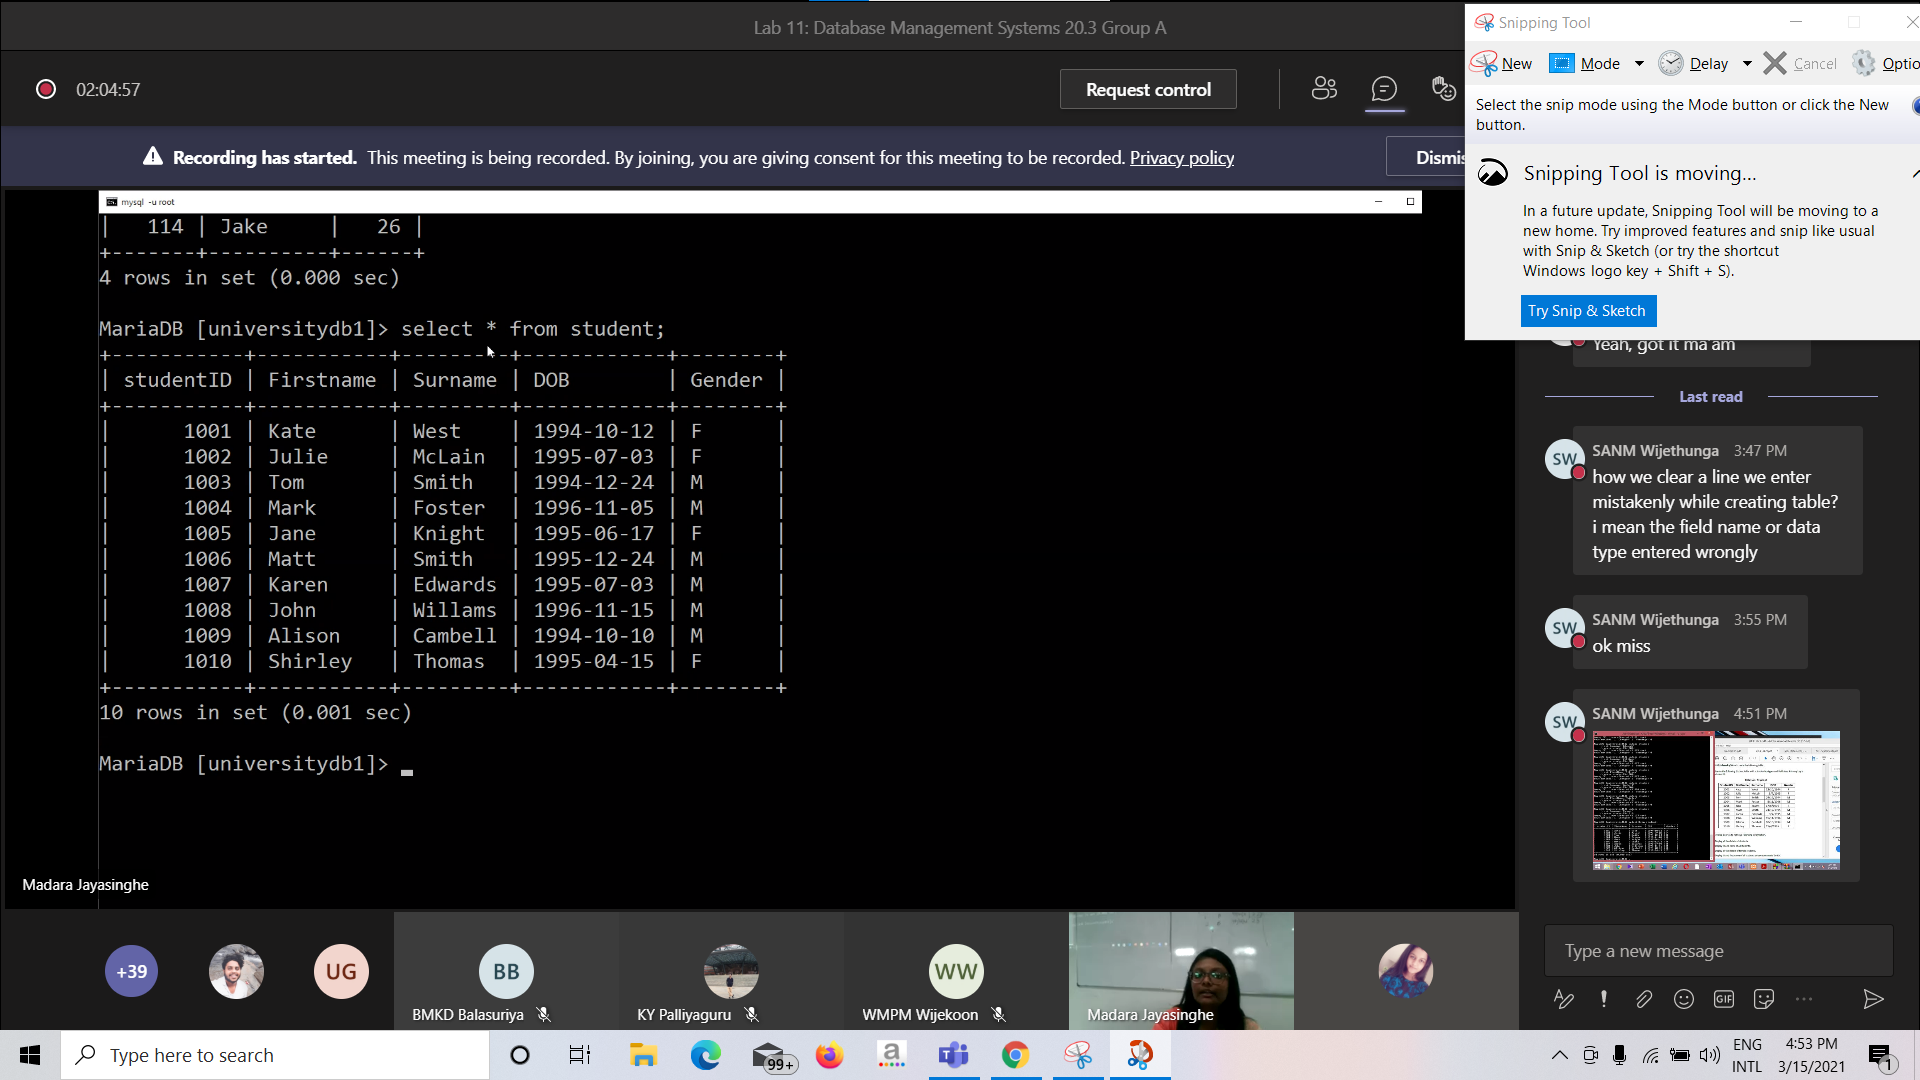 Lab 11: Database Management Systems 20.3 Group A
02:04:57
Request control
Recording has started. This meeting is being recorded. By joining, you are giving consent for this meeting to be recorded. Privacy policy
Snipping Tool
New
Mode
Delay
Cancel
Select the snip mode using the Mode button or click the New
button.
Snipping Tool is moving...
In a future update, Snipping Tool will be moving to a
new home. Try improved features and snip like usual
with Snip & Sketch (or try the shortcut
Windows logo key + Shift + S).
Try Snip & Sketch
mysql -u root
| 114 | Jake | 26 |
+-------+----------+------+
4 rows in set (0.000 sec)
MariaDB [universitydb1]> select * from student;
+-----------+-----------+---------+------------+--------+
| studentID | Firstname | Surname | DOB | Gender |
+-----------+-----------+---------+------------+--------+
| 1001 | Kate | West | 1994-10-12 | F |
| 1002 | Julie | McLain | 1995-07-03 | F |
| 1003 | Tom | Smith | 1994-12-24 | M |
| 1004 | Mark | Foster | 1996-11-05 | M |
| 1005 | Jane | Knight | 1995-06-17 | F |
| 1006 | Matt | Smith | 1995-12-24 | M |
| 1007 | Karen | Edwards | 1995-07-03 | M |
| 1008 | John | Willams | 1996-11-15 | M |
| 1009 | Alison | Cambell | 1994-10-10 | M |
| 1010 | Shirley | Thomas | 1995-04-15 | F |
+-----------+-----------+---------+------------+--------+
10 rows in set (0.001 sec)
MariaDB [universitydb1]> _
Madara Jayasinghe
Yeah, got it ma am
Last read
SW
SANM Wijethunga 3:47 PM
how we clear a line we enter
mistakenly while creating table?
i mean the field name or data
type entered wrongly
SW
SANM Wijethunga 3:55 PM
ok miss
SW
SANM Wijethunga 4:51 PM
Type a new message
GIF
+39
UG
BB
BMKD Balasuriya
KY Palliyaguru
WW
WMPM Wijekoon
Madara Jayasinghe
Type here to search
99+
ENG
INTL
4:53 PM
3/15/2021
1